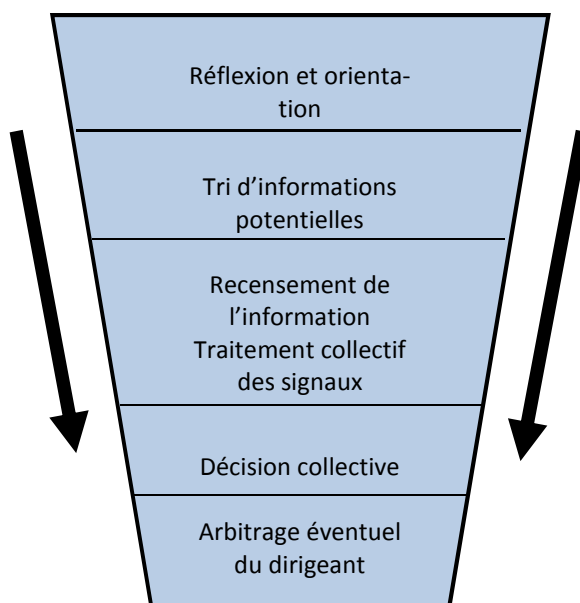 Réflexion et orienta-
tion
Tri d’informations
potentielles
Recensement de
l’information
Traitement collectif
des signaux
Décision collective
Arbitrage éventuel
du dirigeant